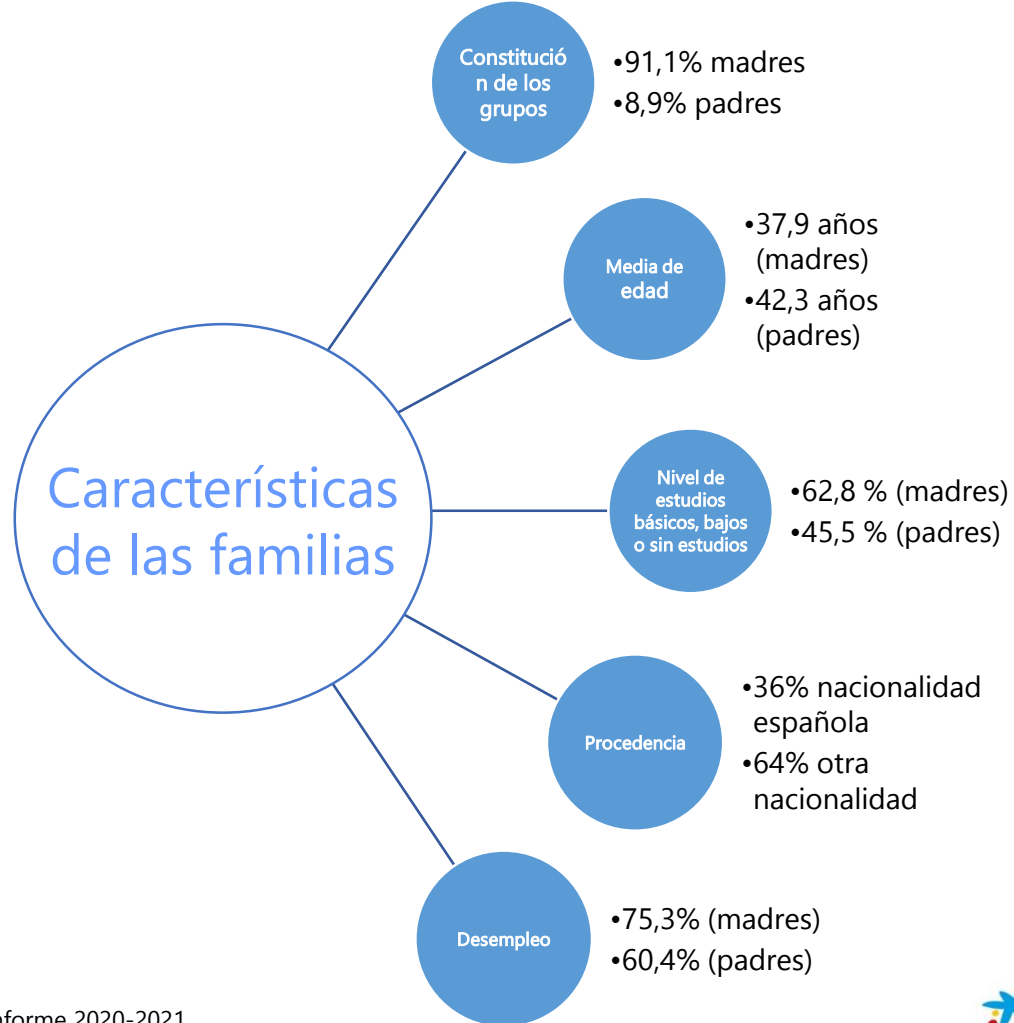 Constitució
n de los
grupos
•91,1% madres
•8,9% padres
Media de
edad
•37,9 años
(madres)
•42,3 años
(padres)
Características
de las familias
Nivel de
estudios
básicos, bajos
o sin estudios
•62,8 % (madres)
•45,5 % (padres)
Procedencia
•36% nacionalidad
española
•64% otra
nacionalidad
Desempleo
•75,3% (madres)
•60,4% (padres)
nforme 2020-2021